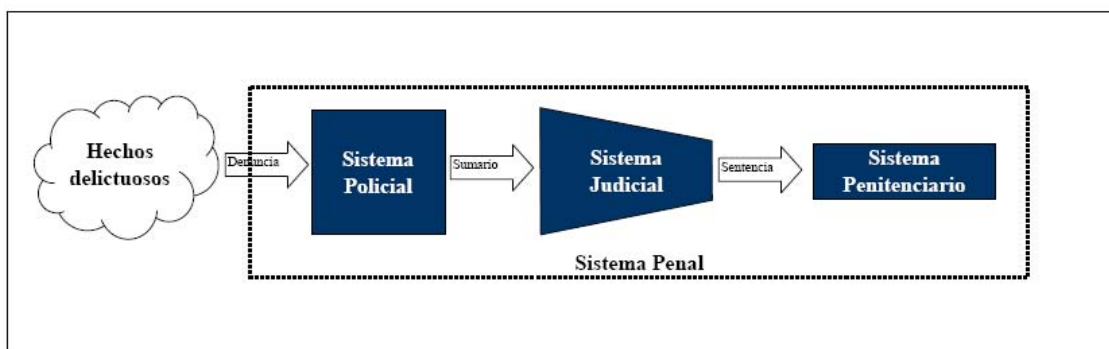 Hechos
delictuosos
Denuncia
Sistema
Policial
Sumario
Sistema
Judicial
Sentencia
Sistema
Penitenciario
Sistema Penal